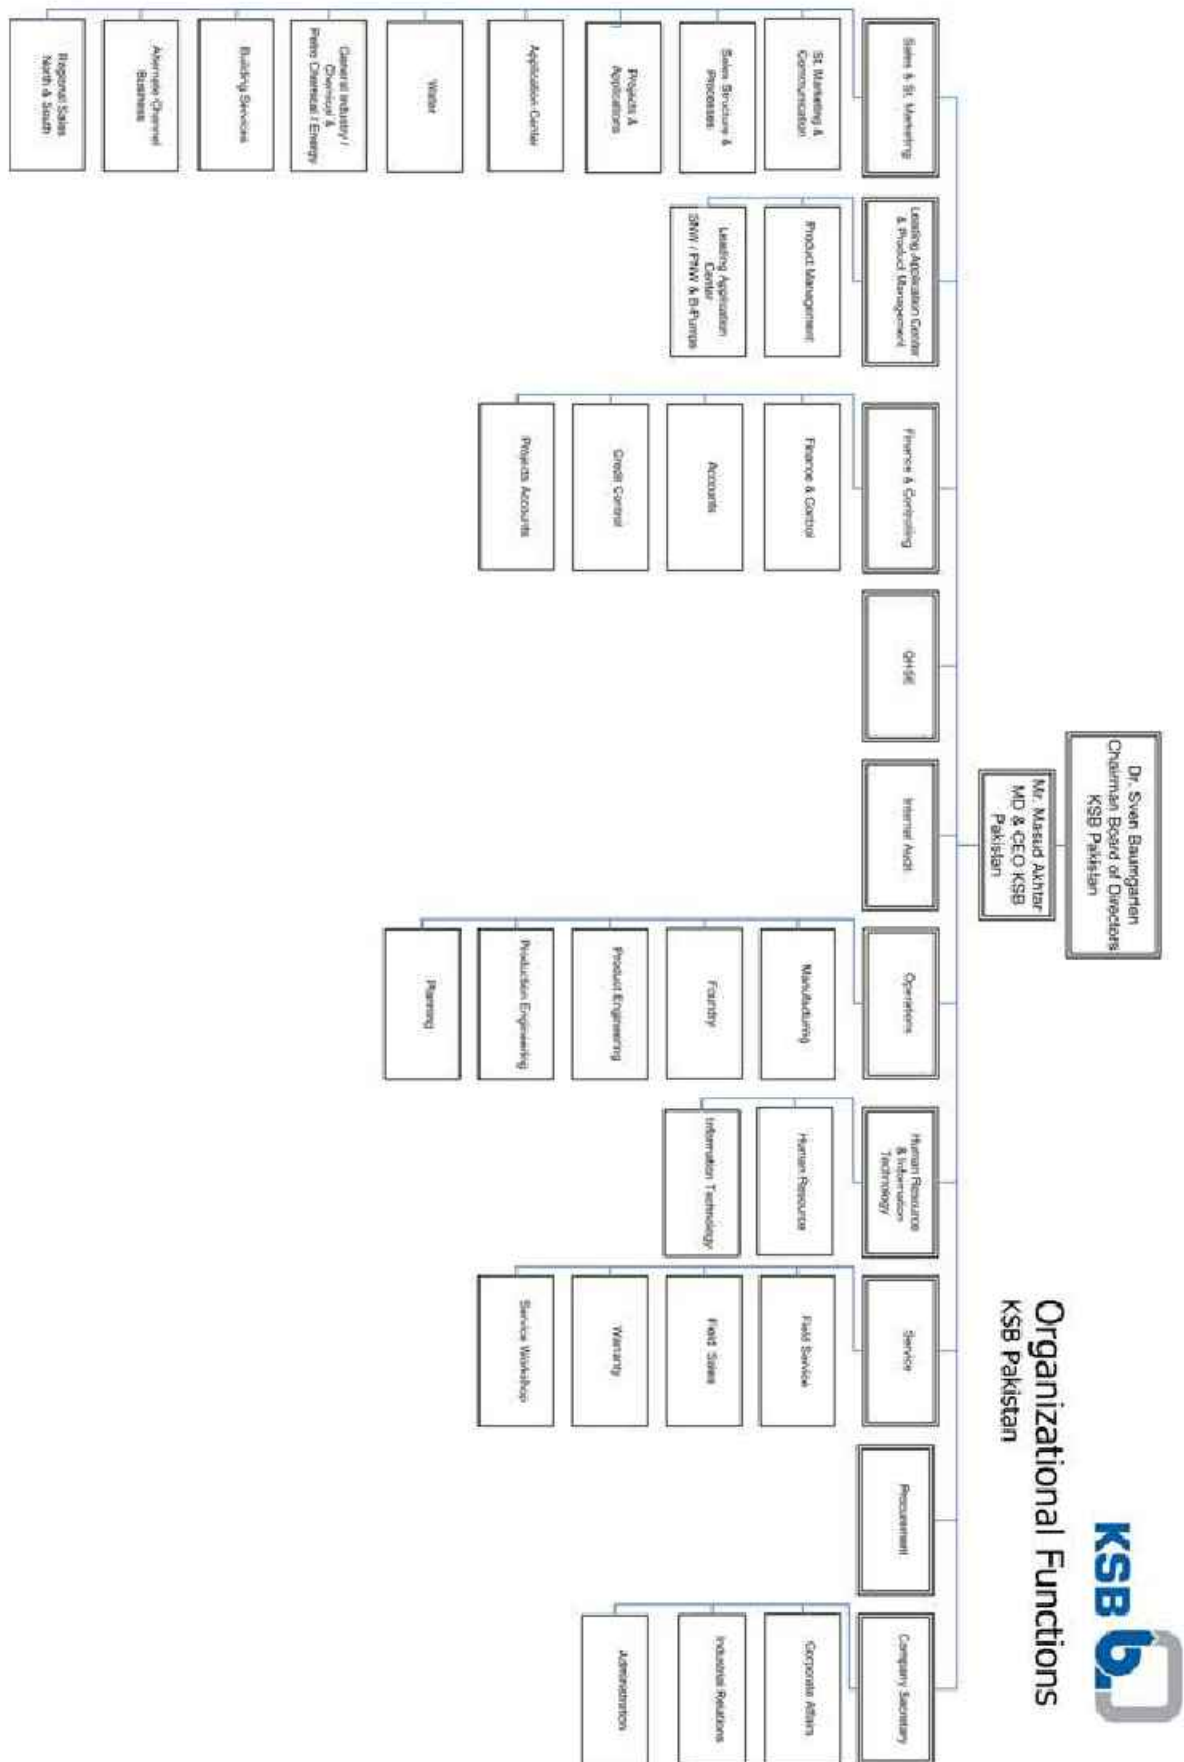 KSB
Organizational Functions
KSB Pakistan
Dr. Sven Baumgarten
Chairman Board of Directors
KSB Pakistan
Mr. Masud Akhtar
MD & CEO KSB
Pakistan
Sales & St. Marketing
St. Marketing &
Communication
Sales Structure &
Processes
Projects &
Applications
Application Center
Water
General Industry /
Chemical &
Petro Chemical / Energy
Building Services
Alternate Channel
Business
Regional Sales
North & South
Leading Application Center
& Product Management
Product Management
Leading Application
Center
SNW / PNW & B-Pumps
Finance & Controlling
Finance & Control
Accounts
Credit Control
Projects Accounts
QHSE
Internal Audit
Operations
Manufacturing
Foundry
Product Engineering
Production Engineering
Planning
Human Resource
& Information
Technology
Human Resource
Information Technology
Service
Field Service
Field Sales
Warranty
Service Workshop
Procurement
Company Secretary
Corporate Affairs
Industrial Relations
Administration